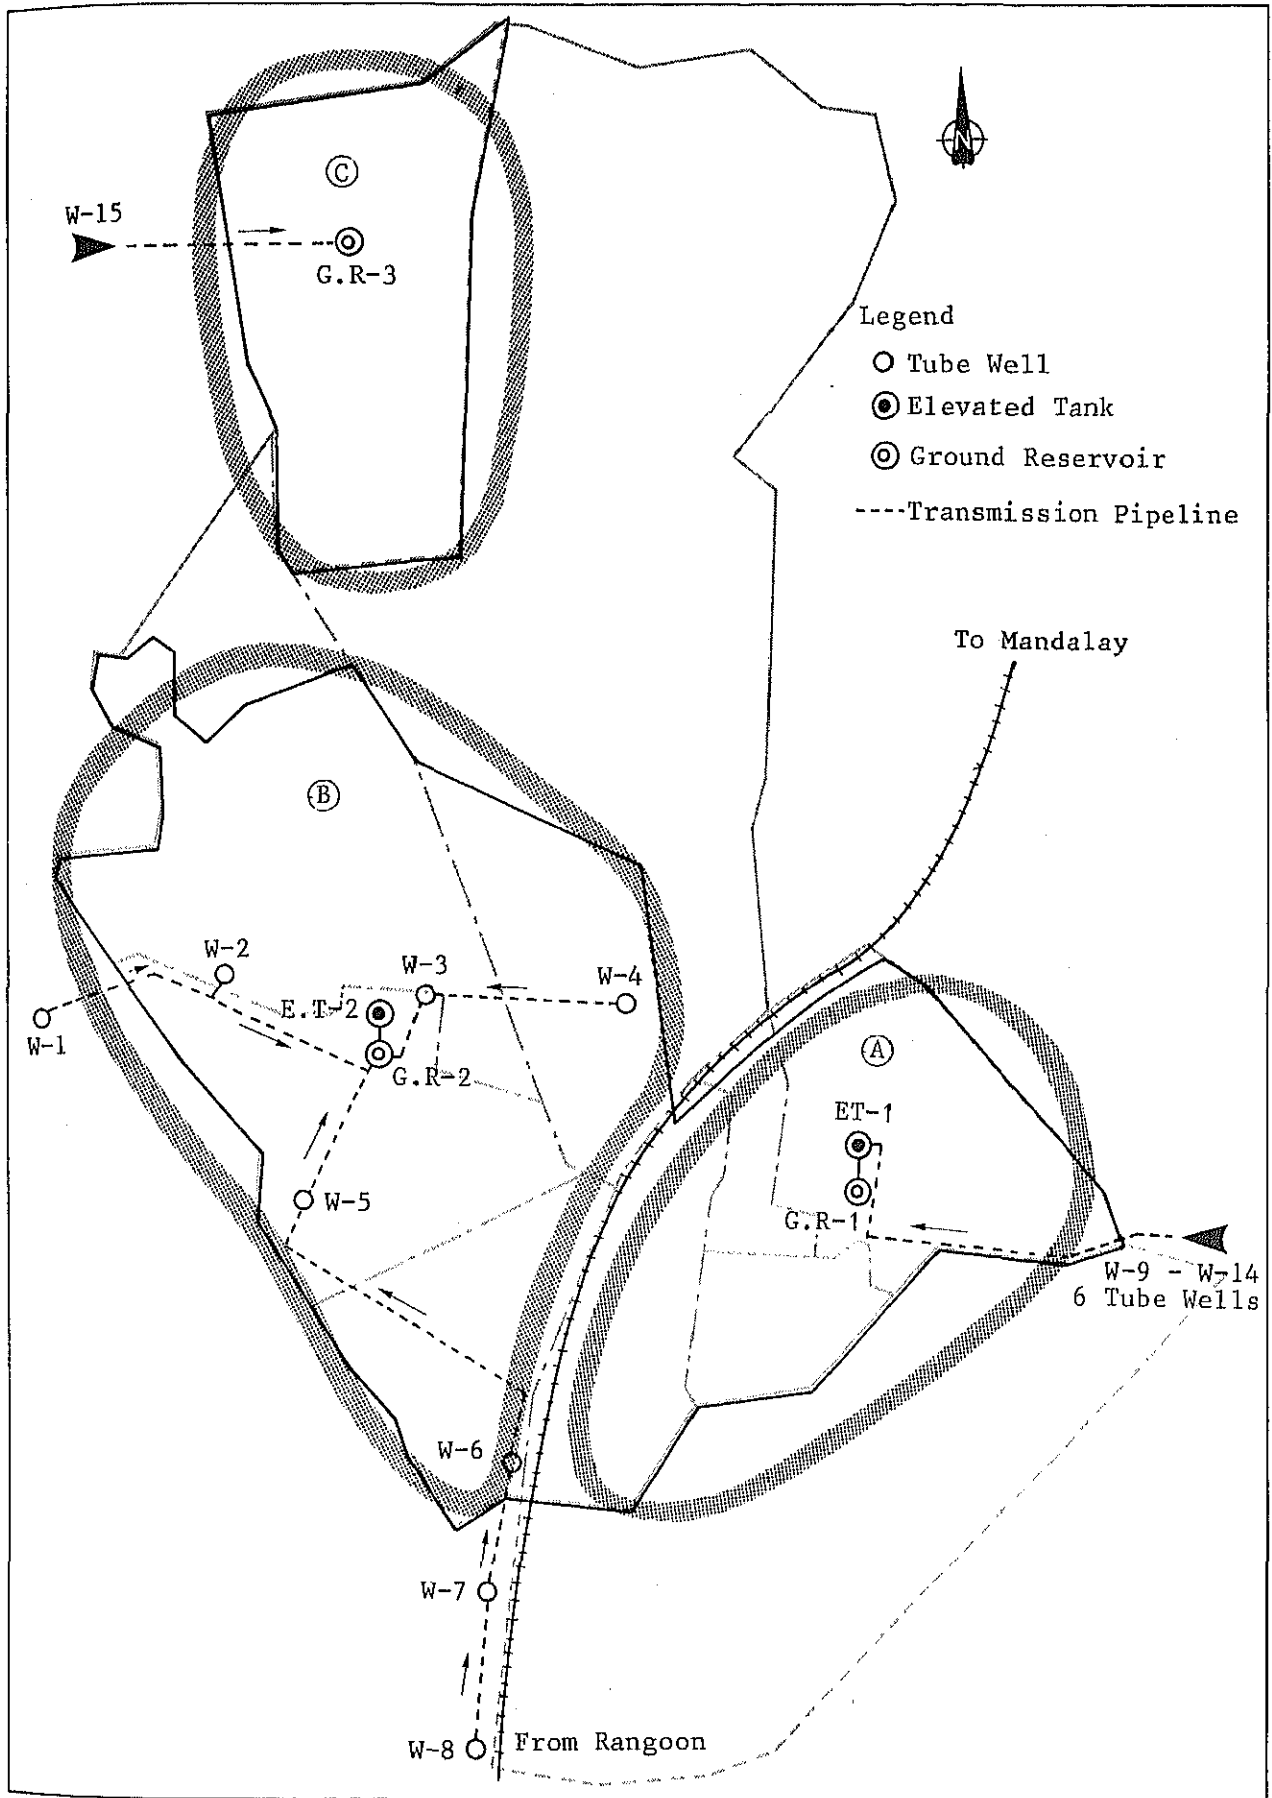 N
C
W-15
G.R-3
Legend
Tube Well
Elevated Tank
Ground Reservoir
Transmission Pipeline
To Mandalay
B
W-2
W-3
W-4
E.T-2
W-1
G.R-2
A
ET-1
W-5
G.R-1
W-9 - W-14
6 Tube Wells
W-6
W-7
W-8
From Rangoon